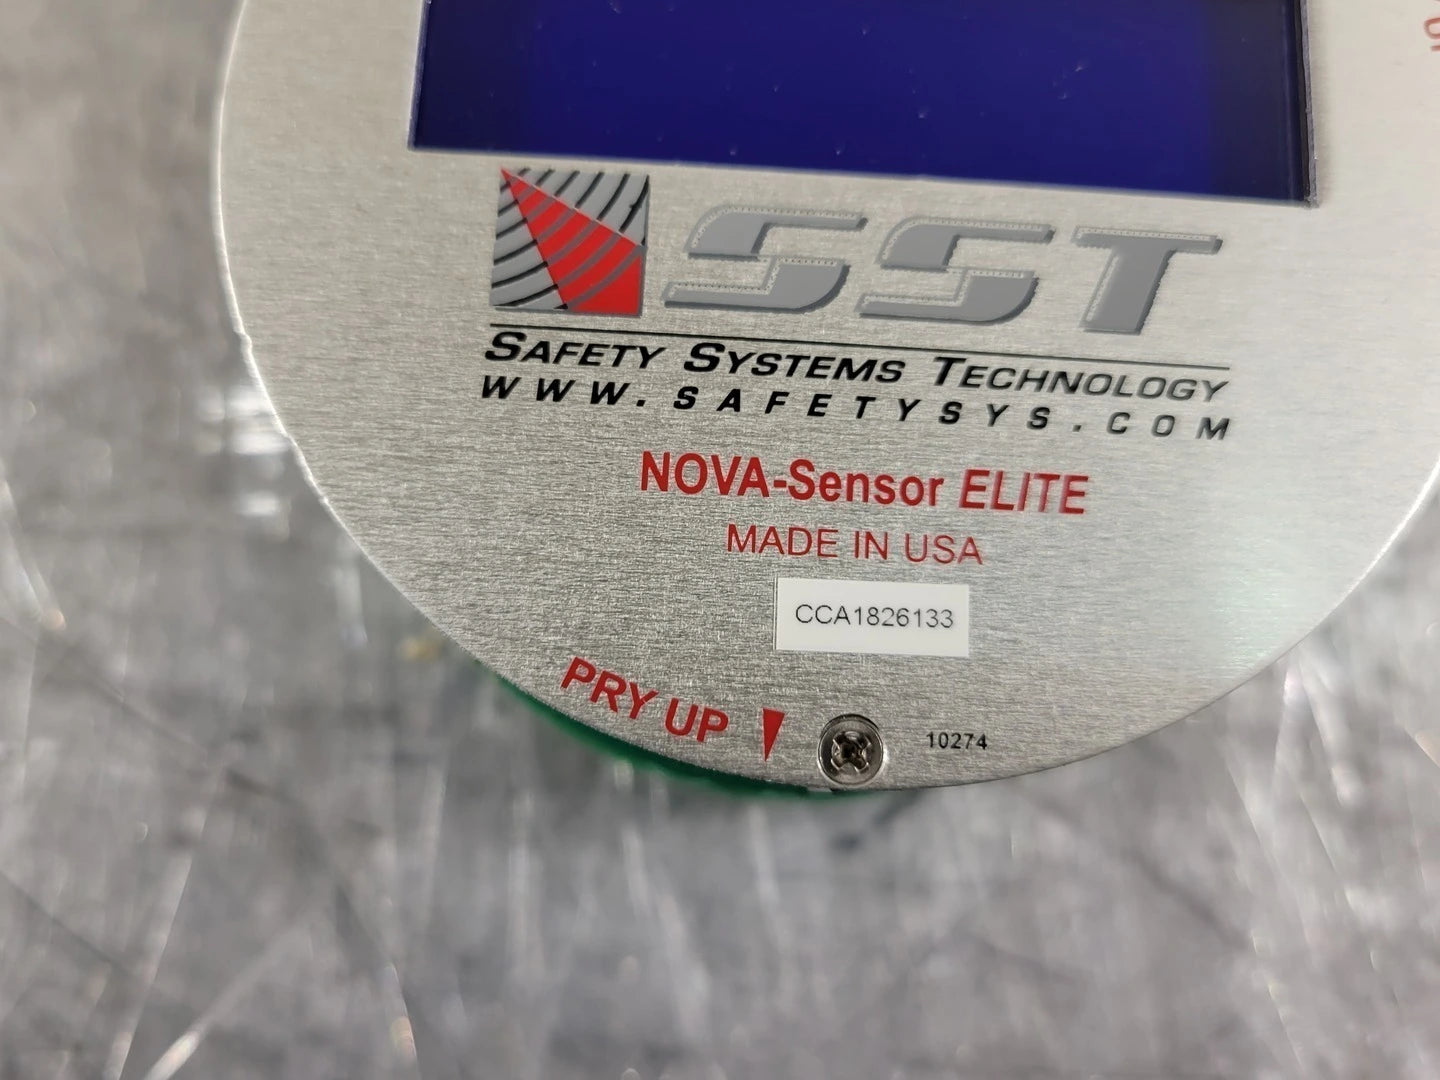 SST
SAFETY SYSTEMS TECHNOLOGY
WWW.SAFETYSYS.COM
NOVA-Sensor ELITE
MADE IN USA
CCA1826133
PRY UP
10274